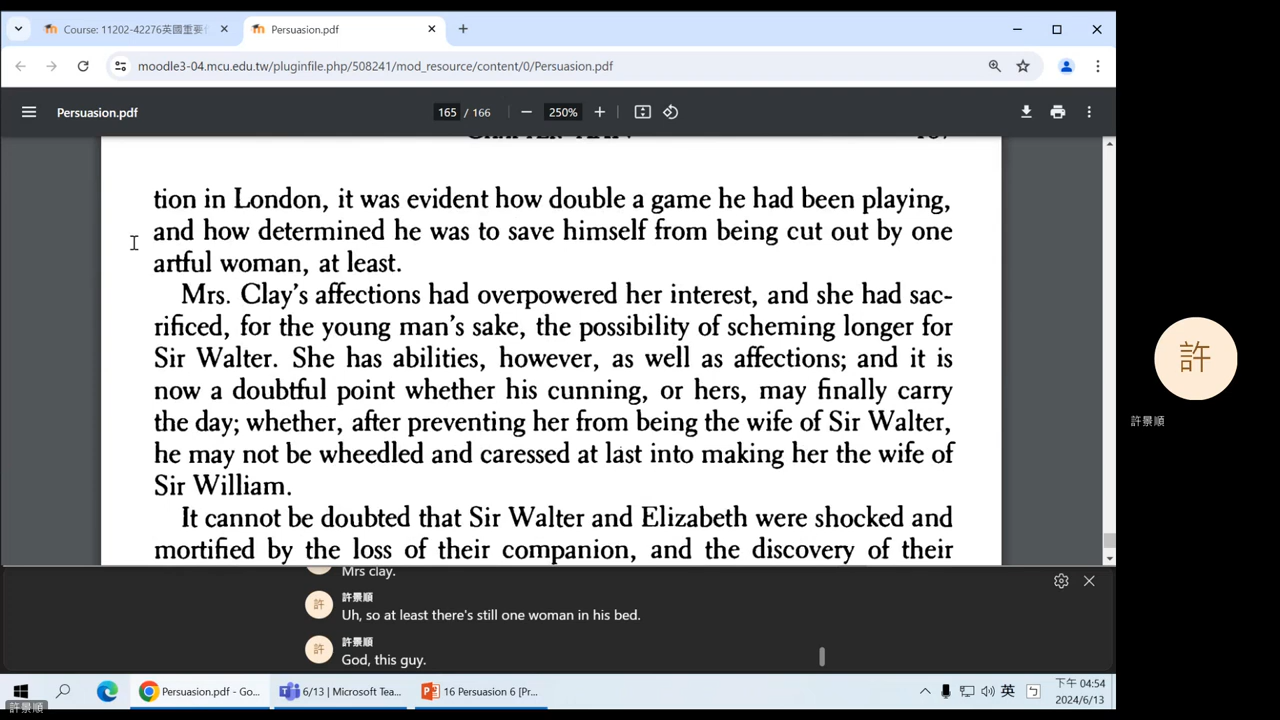 Course: 11202-42276英國重要作
Persuasion.pdf
moodle3-04.mcu.edu.tw/pluginfile.php/508241/mod_resource/content/0/Persuasion.pdf
Persuasion.pdf
165 / 166
250%
tion in London, it was evident how double a game he had been playing,
and how determined he was to save himself from being cut out by one
artful woman, at least.
Mrs. Clay's affections had overpowered her interest, and she had sac-
rificed, for the young man's sake, the possibility of scheming longer for
Sir Walter. She has abilities, however, as well as affections; and it is
now a doubtful point whether his cunning, or hers, may finally carry
the day; whether, after preventing her from being the wife of Sir Walter,
he may not be wheedled and caressed at last into making her the wife of
Sir William.
It cannot be doubted that Sir Walter and Elizabeth were shocked and
mortified by the loss of their companion, and the discovery of their
許
許景順
Mrs clay.
許
許景順
Uh, so at least there's still one woman in his bed.
許
許景順
God, this guy.
Persuasion.pdf - Go...
6/13 | Microsoft Tea...
16 Persuasion 6 [Pr...
英
下午 04:54
2024/6/13
許景順